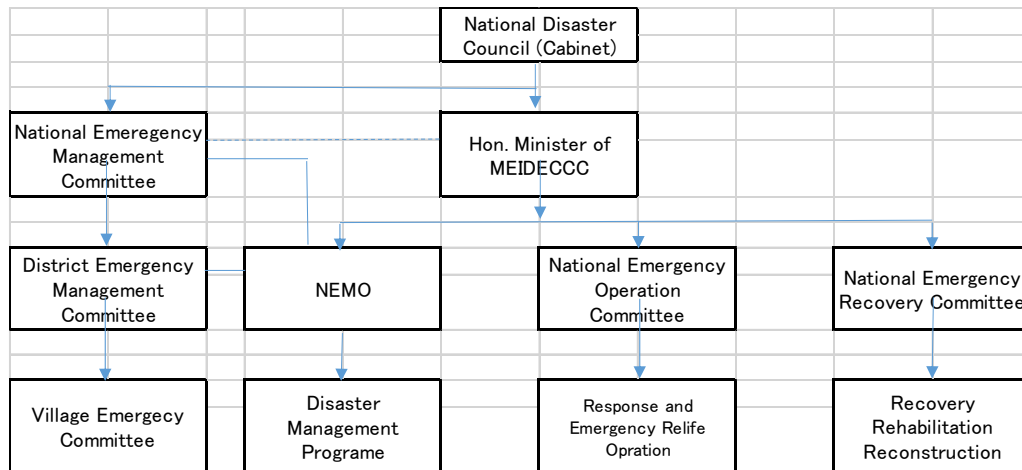 National Disaster
Council (Cabinet)
National Emeregency
Management
Committee
Hon. Minister of
MEIDECCC
District Emergency
Management
Committee
NEMO
National Emergency
Operation
Committee
National Emergency
Recovery Committee
Village Emergecy
Committee
Disaster
Management
Programe
Response and
Emergency Relife
Opration
Recovery
Rehabilitation
Reconstruction